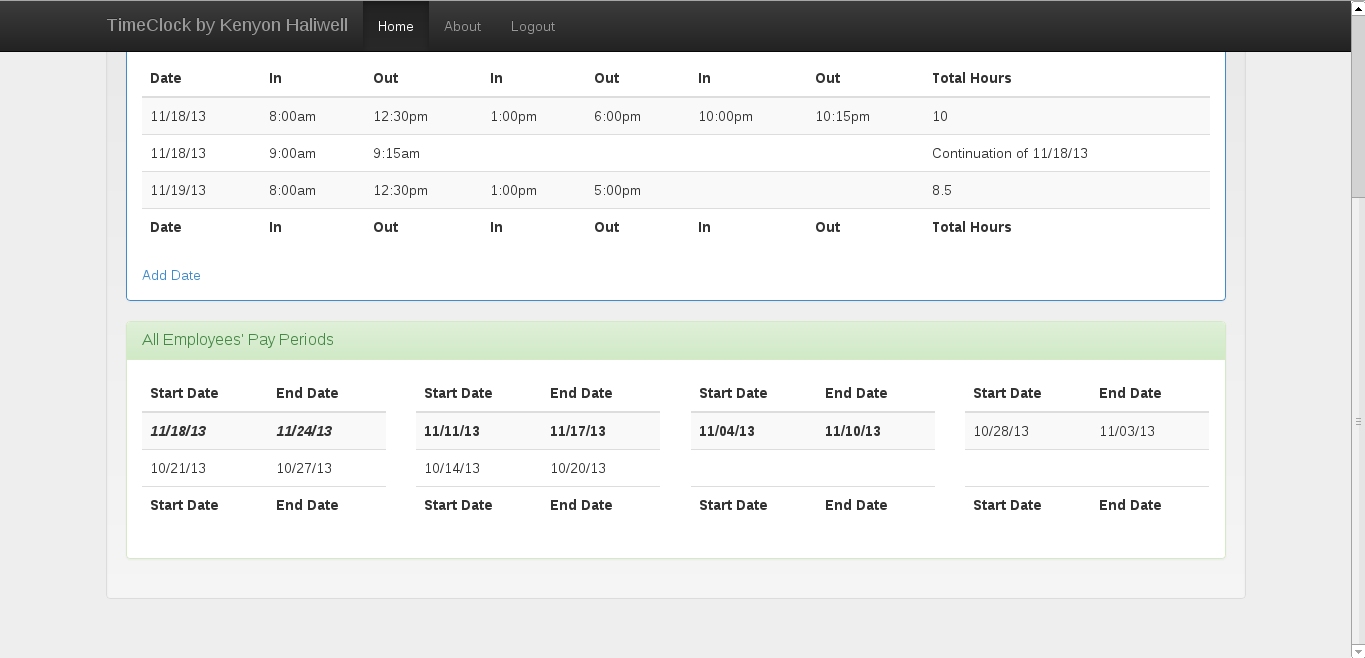 TimeClock by Kenyon Haliwell Home About Logout
Date In Out In Out In Out Total Hours
11/18/13 8:00am 12:30pm 1:00pm 6:00pm 10:00pm 10:15pm 10
11/18/13 9:00am 9:15am Continuation of 11/18/13
11/19/13 8:00am 12:30pm 1:00pm 5:00pm 8.5
Date In Out In Out In Out Total Hours
Add Date
All Employees' Pay Periods
Start Date End Date Start Date End Date Start Date End Date Start Date End Date
11/18/13 11/24/13 11/11/13 11/17/13 11/04/13 11/10/13 10/28/13 11/03/13
10/21/13 10/27/13 10/14/13 10/20/13
Start Date End Date Start Date End Date Start Date End Date Start Date End Date